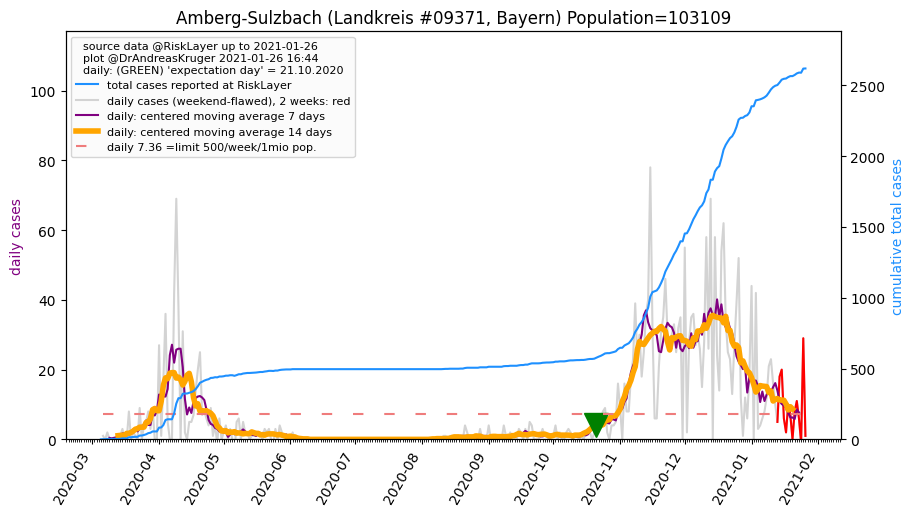 Amberg-Sulzbach (Landkreis #09371, Bayern) Population=103109
source data @RiskLayer up to 2021-01-26
plot @DrAndreasKruger 2021-01-26 16:44
daily: (GREEN) 'expectation day' = 21.10.2020
total cases reported at RiskLayer
daily cases (weekend-flawed), 2 weeks: red
daily: centered moving average 7 days
daily: centered moving average 14 days
daily 7.36 =limit 500/week/1mio pop.
daily cases
100
80
60
40
20
0
cumulative total cases
2500
2000
1500
1000
500
0
2020-03
2020-04
2020-05
2020-06
2020-07
2020-08
2020-09
2020-10
2020-11
2020-12
2021-01
2021-02